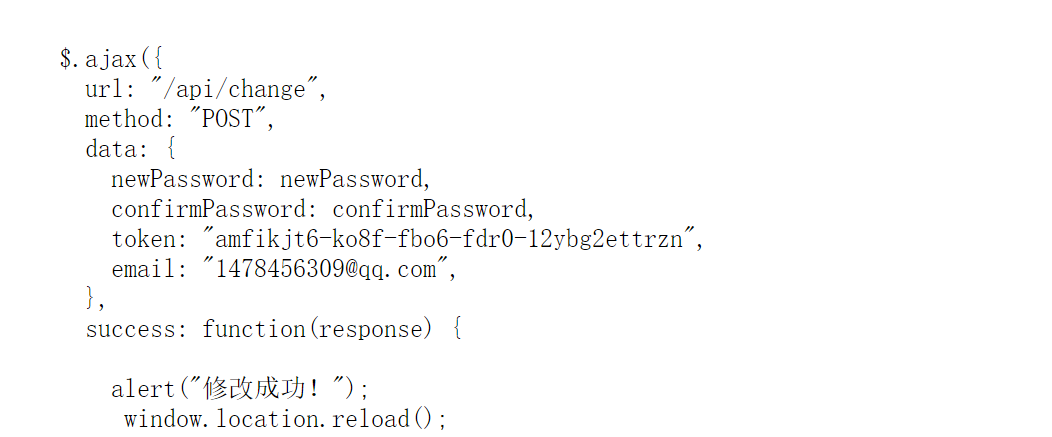 $.ajax({
url: "/api/change",
method: "POST",
data: {
newPassword: newPassword,
confirmPassword: confirmPassword,
token: "amfikjt6-ko8f-fbo6-fdr0-12ybg2ettrzn",
email: "1478456309@qq.com",
},
success: function(response) {
alert("修改成功！");
window.location.reload();